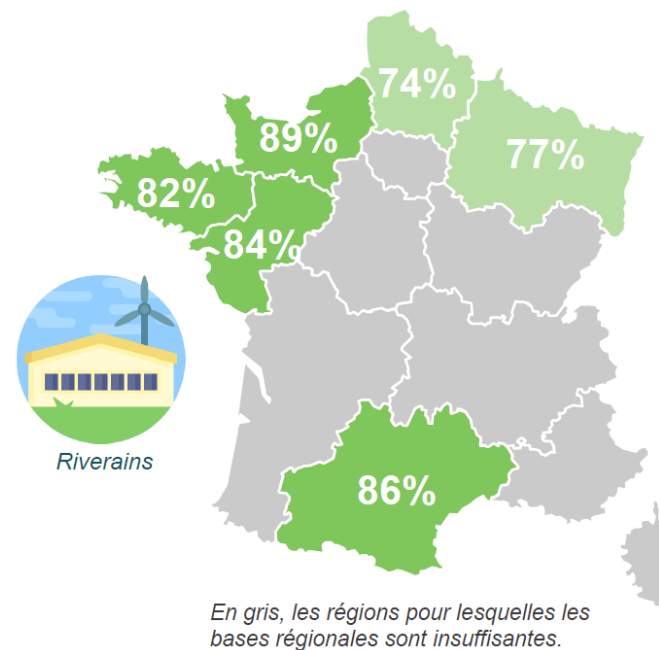 74%
89%
77%
82%
84%
Riverains
86%
En gris, les régions pour lesquelles les
bases régionales sont insuffisantes.